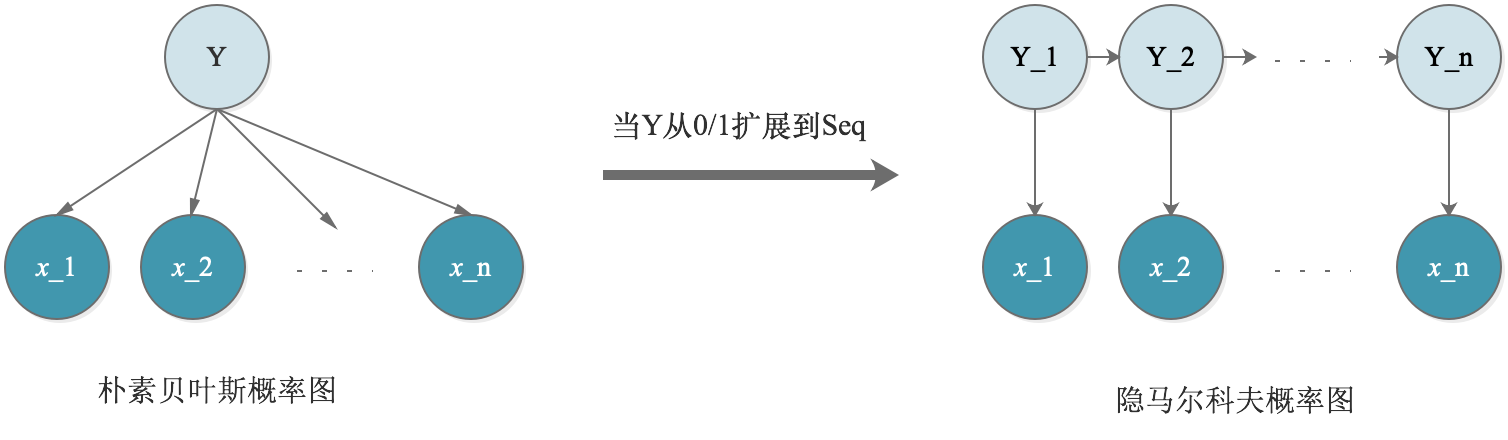 Y
x_1
x_2
x_n
朴素贝叶斯概率图
当Y从0/1扩展到Seq
Y_1
Y_2
Y_n
x_1
x_2
x_n
隐马尔科夫概率图